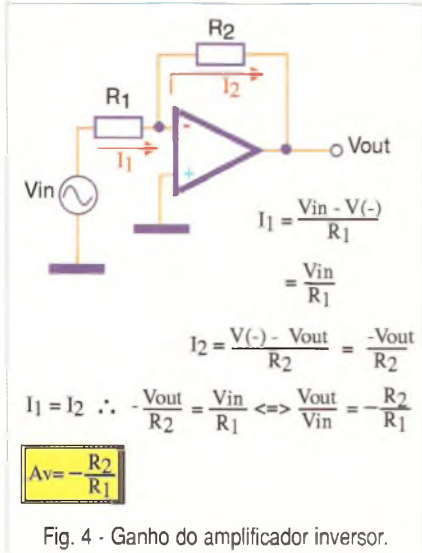 R2
I2
R1
I1
-
+
Vin
Vout
I1 = Vin - V(-) / R1
= Vin / R1
I2 = V(-) - Vout / R2 = -Vout / R2
I1 = I2 ∴ - Vout / R2 = Vin / R1 <=> Vout / Vin = - R2 / R1
Av= - R2 / R1
Fig. 4 - Ganho do amplificador inversor.